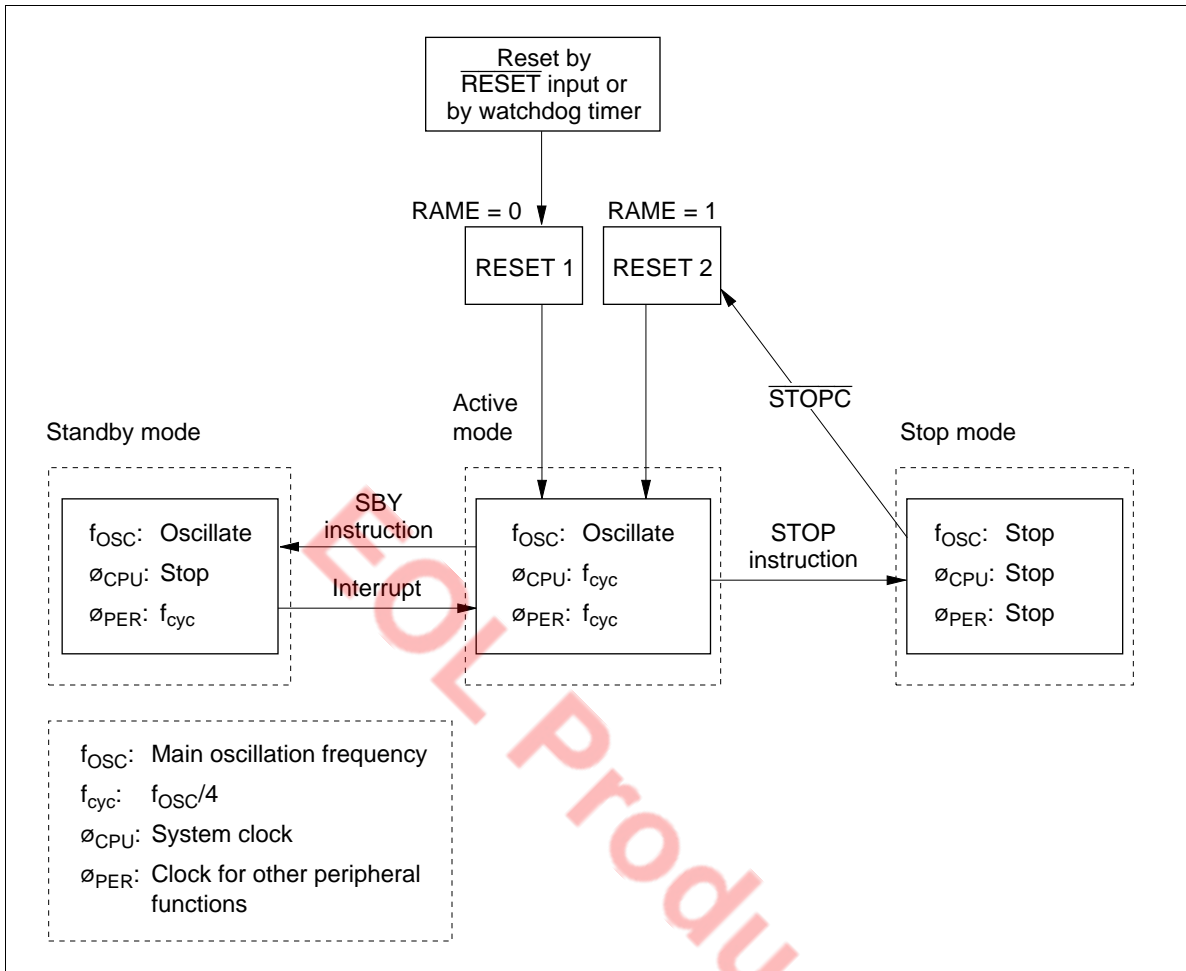 Reset by
RESET input or
by watchdog timer
RAME = 0
RAME = 1
RESET 1
RESET 2
STOPC
Active
mode
Standby mode
Stop mode
fOSC: Oscillate
øCPU: Stop
øPER: fcyc
SBY
instruction
Interrupt
fOSC: Oscillate
øCPU: fcyc
øPER: fcyc
STOP
instruction
fOSC: Stop
øCPU: Stop
øPER: Stop
fOSC: Main oscillation frequency
fcyc: fOSC/4
øCPU: System clock
øPER: Clock for other peripheral
functions
EOL Produ